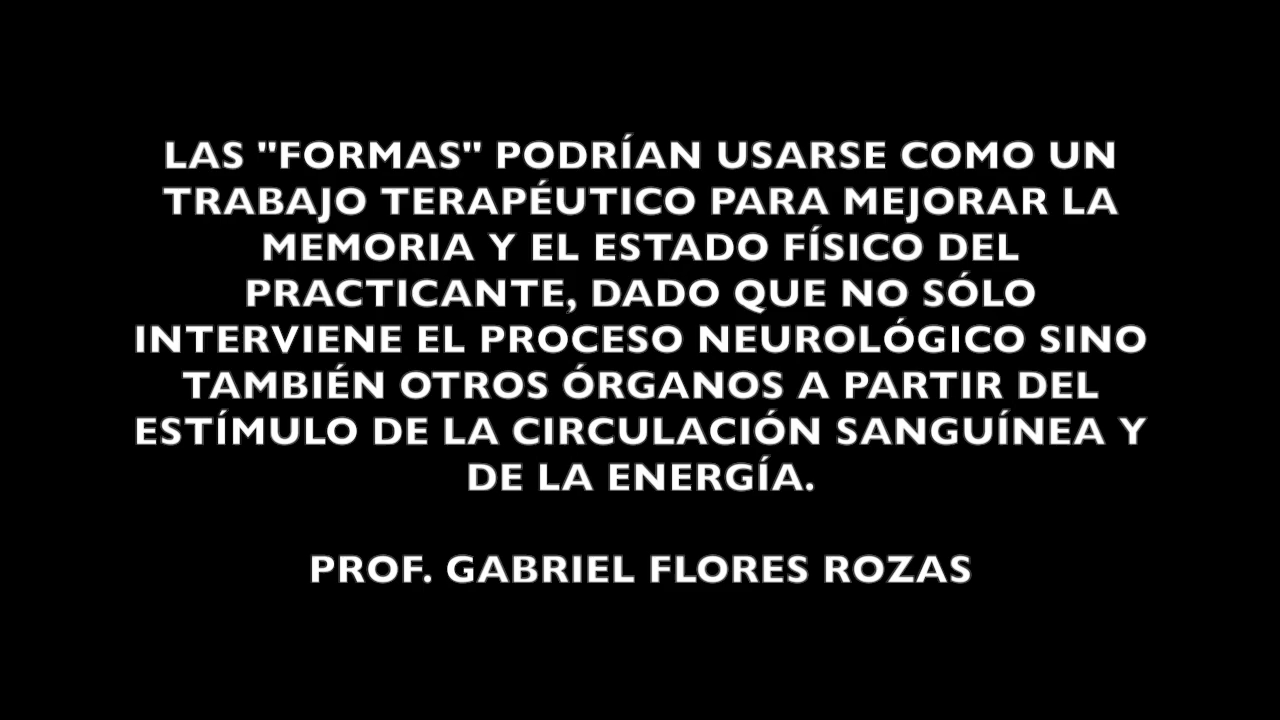 LAS "FORMAS" PODRÍAN USARSE COMO UN
TRABAJO TERAPÉUTICO PARA MEJORAR LA
MEMORIA Y EL ESTADO FÍSICO DEL
PRACTICANTE, DADO QUE NO SÓLO
INTERVIENE EL PROCESO NEUROLÓGICO SINO
TAMBIÉN OTROS ÓRGANOS A PARTIR DEL
ESTÍMULO DE LA CIRCULACIÓN SANGUÍNEA Y
DE LA ENERGÍA.
PROF. GABRIEL FLORES ROZAS